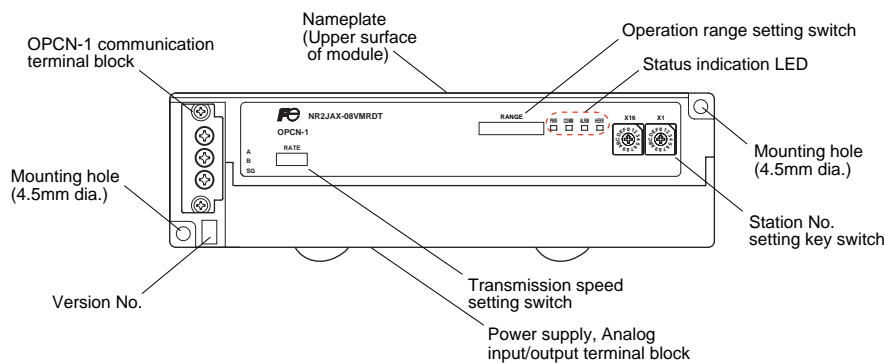 Nameplate
(Upper surface
of module)
Operation range setting switch
OPCN-1 communication
terminal block
Status indication LED
NR2JAX-08VMRDT
OPCN-1
RANGE
PWR COMM ALRM HERR
X16 X1
RATE
A
B
SG
Mounting hole
(4.5mm dia.)
Mounting hole
(4.5mm dia.)
Station No.
setting key switch
Version No.
Transmission speed
setting switch
Power supply, Analog
input/output terminal block